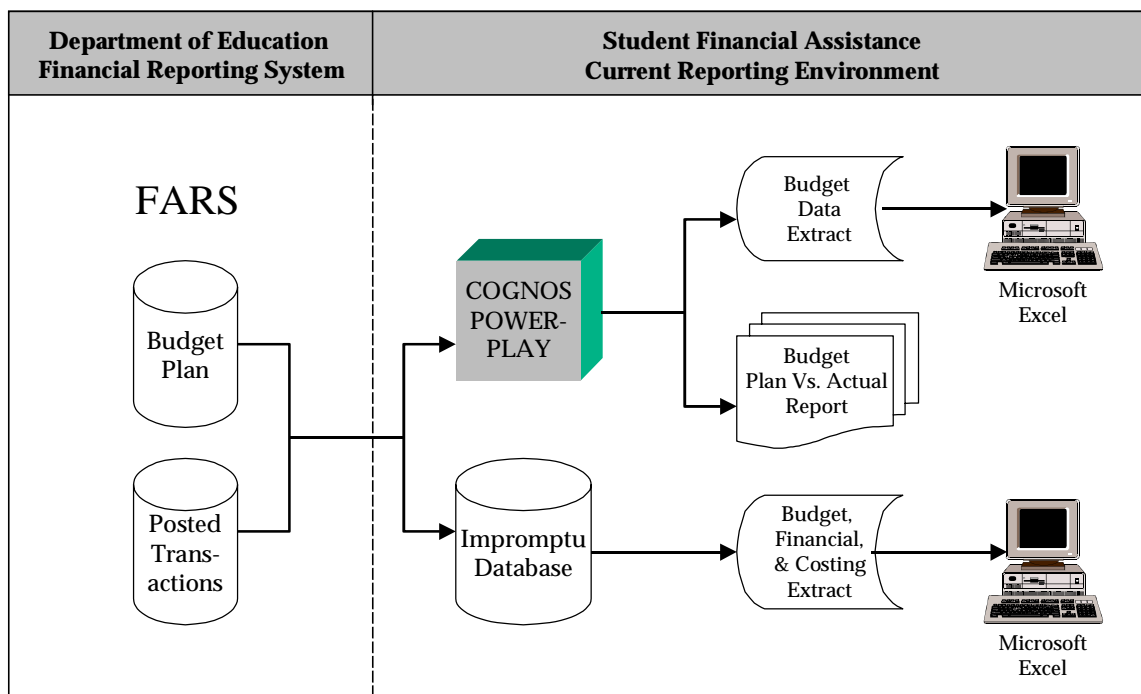 Department of Education
Financial Reporting System
Student Financial Assistance
Current Reporting Environment
FARS
Budget
Plan
Posted
Trans-
actions
COGNOS
POWER-
PLAY
Impromptu
Database
Budget
Data
Extract
Microsoft
Excel
Budget
Plan Vs. Actual
Report
Budget,
Financial,
& Costing
Extract
Microsoft
Excel